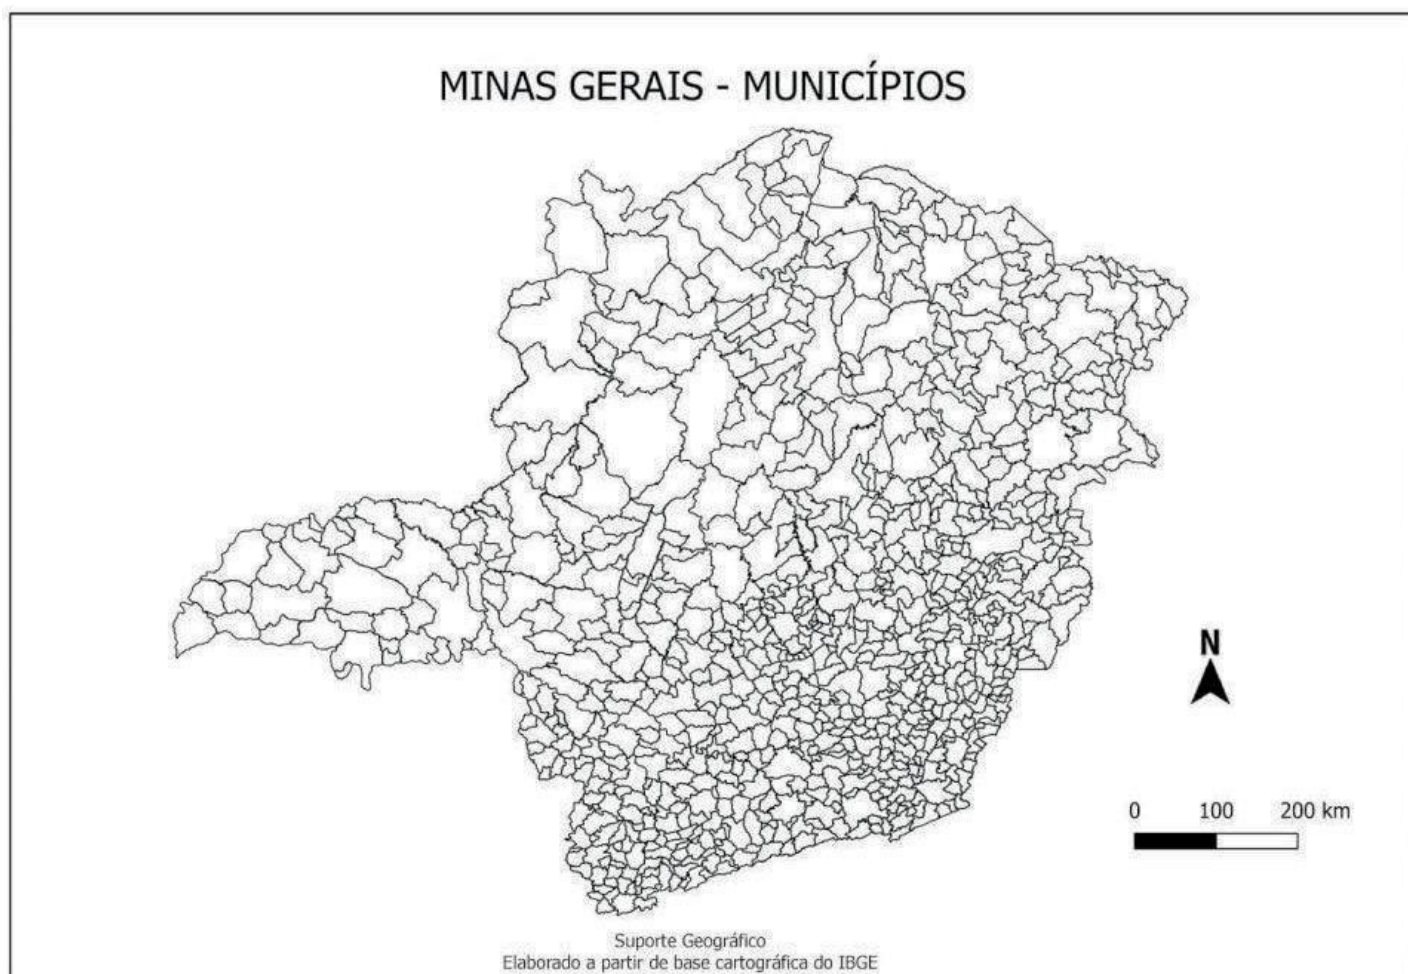 MINAS GERAIS - MUNICÍPIOS
N
0 100 200 km
Suporte Geográfico
Elaborado a partir de base cartográfica do IBGE